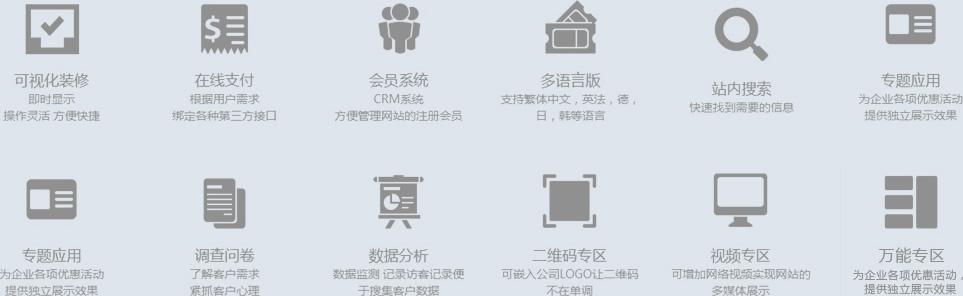 可视化装修
即时显示
操作灵活 方便快捷
在线支付
根据用户需求
绑定各种第三方接口
会员系统
CRM系统
方便管理网站的注册会员
多语言版
支持繁体中文，英法，德，
日，韩等语言
站内搜索
快速找到需要的信息
专题应用
为企业各项优惠活动
提供独立展示效果
专题应用
为企业各项优惠活动
提供独立展示效果
调查问卷
了解客户需求
紧抓客户心理
数据分析
数据监测 记录访客记录便
于搜集客户数据
二维码专区
可嵌入公司LOGO让二维码
不在单调
视频专区
可增加网络视频实现网站的
多媒体展示
万能专区
为企业各项优惠活动，
提供独立展示效果